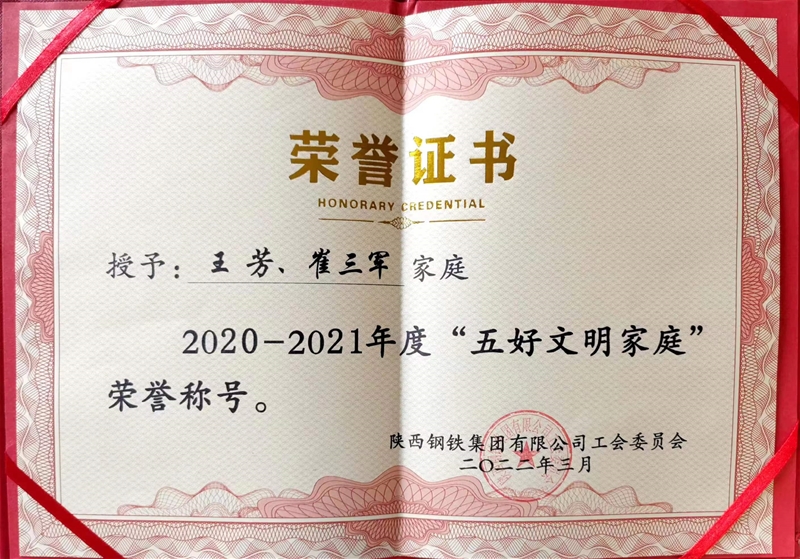 荣誉证书
HONORARY CREDENTIAL
授予：王 芳、崔三军 家庭
2020-2021年度“五好文明家庭”
荣誉称号。
陕西钢铁集团有限公司工会委员会
二〇二二年三月